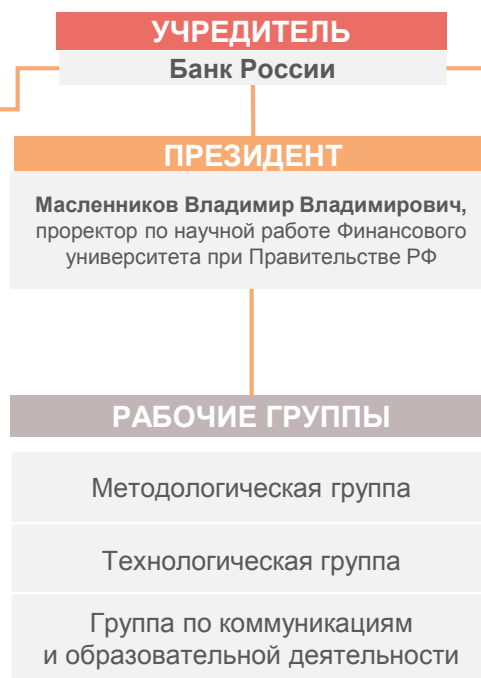 УЧРЕДИТЕЛЬ
Банк России
ПРЕЗИДЕНТ
Масленников Владимир Владимирович,
проректор по научной работе Финансового
университета при Правительстве РФ
РАБОЧИЕ ГРУППЫ
Методологическая группа
Технологическая группа
Группа по коммуникациям
и образовательной деятельности